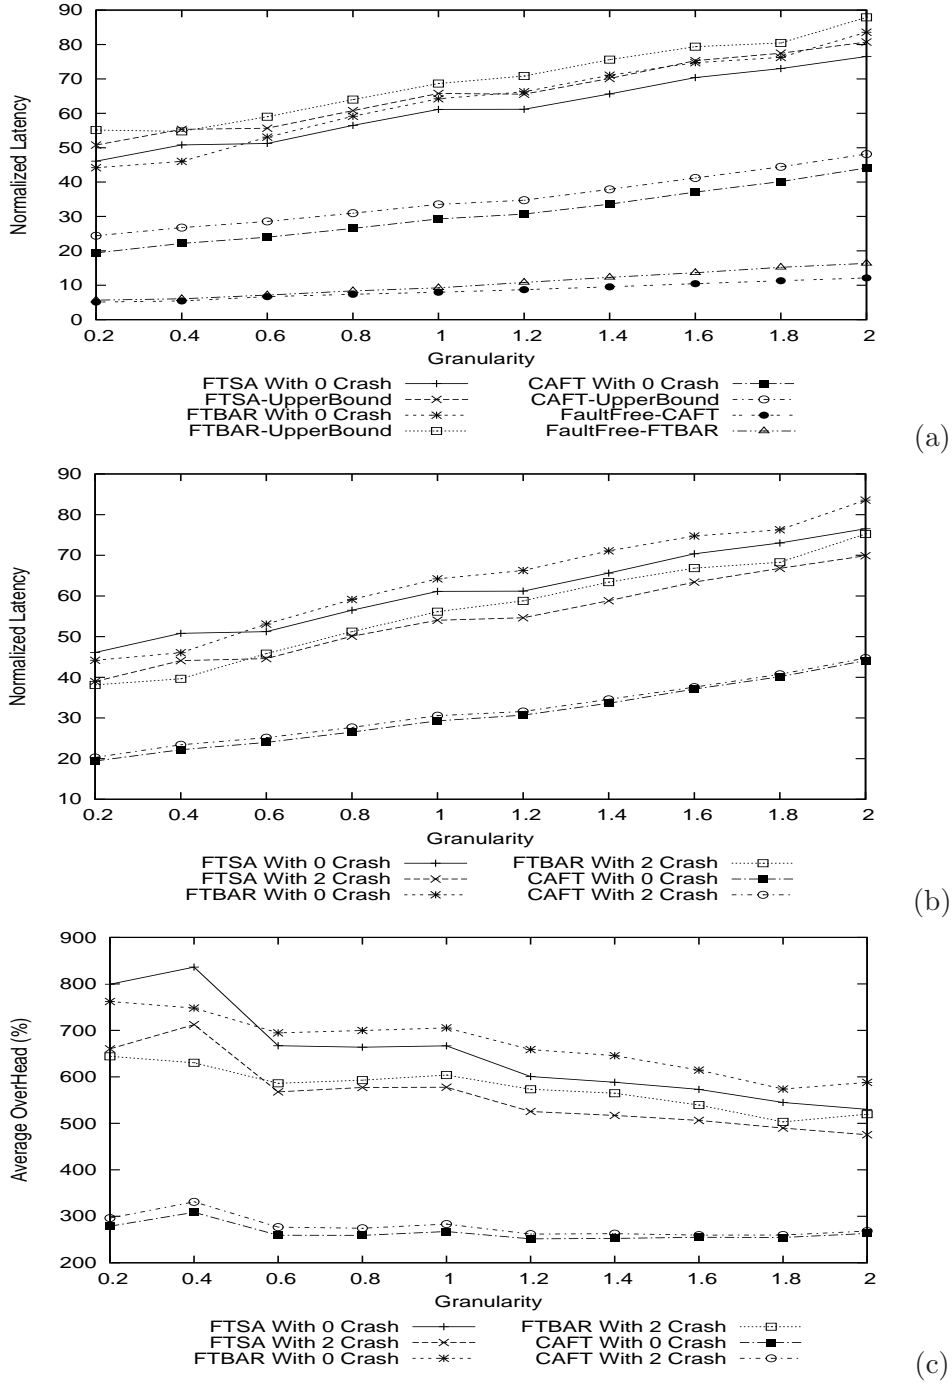 90
80
70
60
50
40
30
20
10
0
Normalized Latency
0.2 0.4 0.6 0.8 1 1.2 1.4 1.6 1.8 2
Granularity
FTSA With 0 Crash
FTSA-UpperBound
FTBAR With 0 Crash
FTBAR-UpperBound
CAFT With 0 Crash
CAFT-UpperBound
FaultFree-CAFT
FaultFree-FTBAR
(a)
90
80
70
60
50
40
30
20
10
Normalized Latency
0.2 0.4 0.6 0.8 1 1.2 1.4 1.6 1.8 2
Granularity
FTSA With 0 Crash
FTSA With 2 Crash
FTBAR With 0 Crash
FTBAR With 2 Crash
CAFT With 0 Crash
CAFT With 2 Crash
(b)
900
800
700
600
500
400
300
200
Average OverHead (%)
0.2 0.4 0.6 0.8 1 1.2 1.4 1.6 1.8 2
Granularity
FTSA With 0 Crash
FTSA With 2 Crash
FTBAR With 0 Crash
FTBAR With 2 Crash
CAFT With 0 Crash
CAFT With 2 Crash
(c)